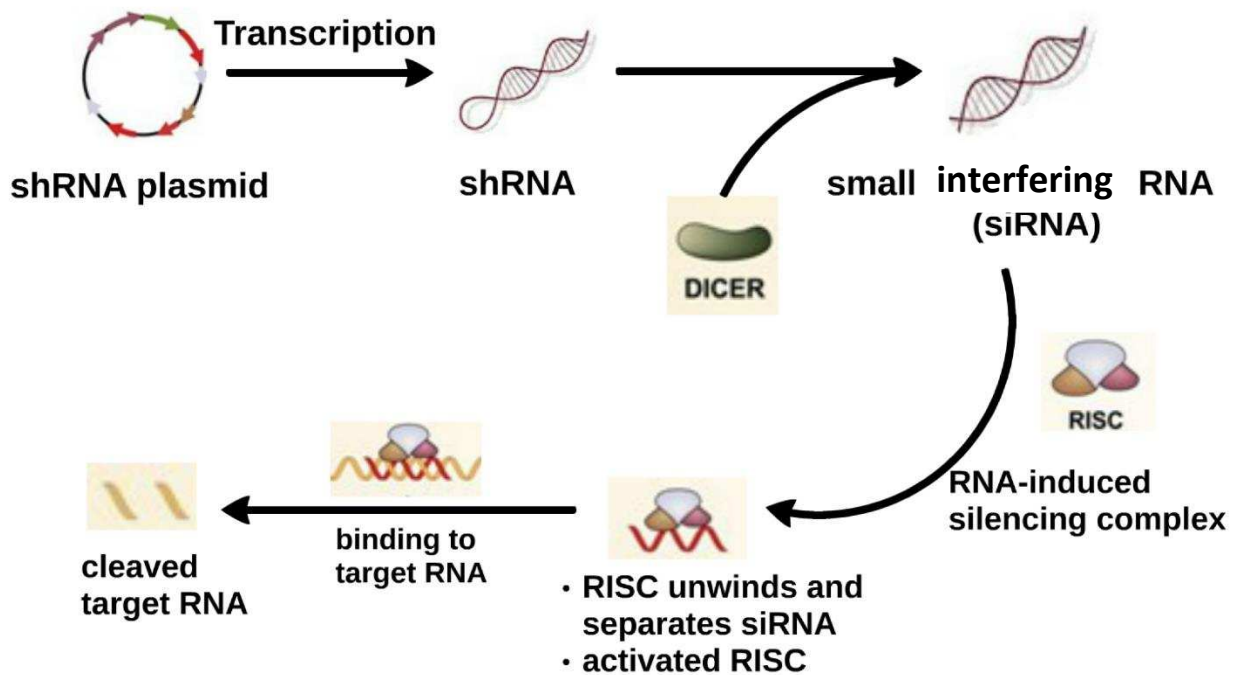 Transcription
shRNA plasmid
shRNA
small interfering RNA
(siRNA)
DICER
RISC
RNA-induced
silencing complex
· RISC unwinds and
separates siRNA
· activated RISC
binding to
target RNA
cleaved
target RNA